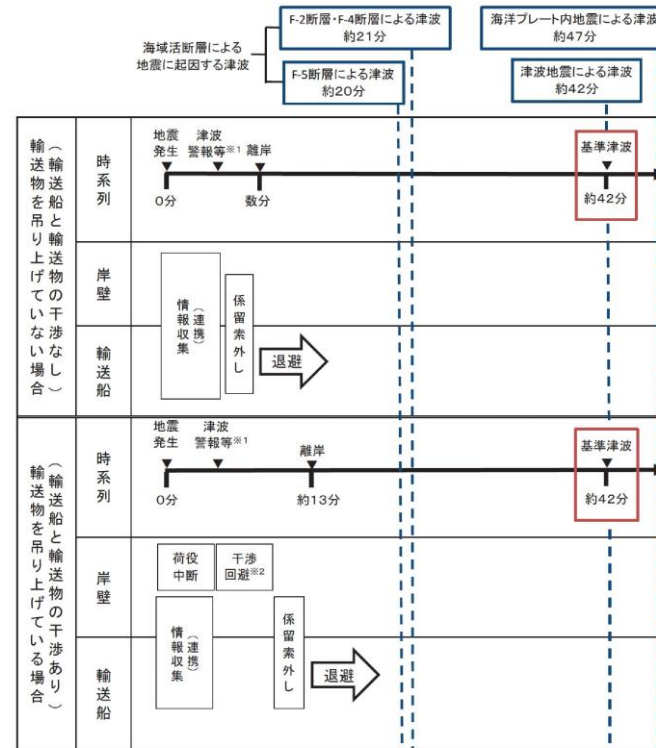 F-2断層・F-4断層による津波
約21分
海洋プレート内地震による津波
約47分
海域活断層による
地震に起因する津波
F-5断層による津波
約20分
津波地震による津波
約42分
輸送物を吊り上げていない場合
(輸送船と輸送物の干渉なし)
時系列
地震
発生
津波
警報等※1
離岸
基準津波
0分
数分
約42分
岸壁
輸送船
情報収集
(連携)
係留索外し
退避
輸送物を吊り上げている場合
(輸送船と輸送物の干渉あり)
時系列
地震
発生
津波
警報等※1
離岸
基準津波
0分
約13分
約42分
岸壁
荷役
中断
干渉
回避※2
輸送船
情報収集
(連携)
係留索外し
退避